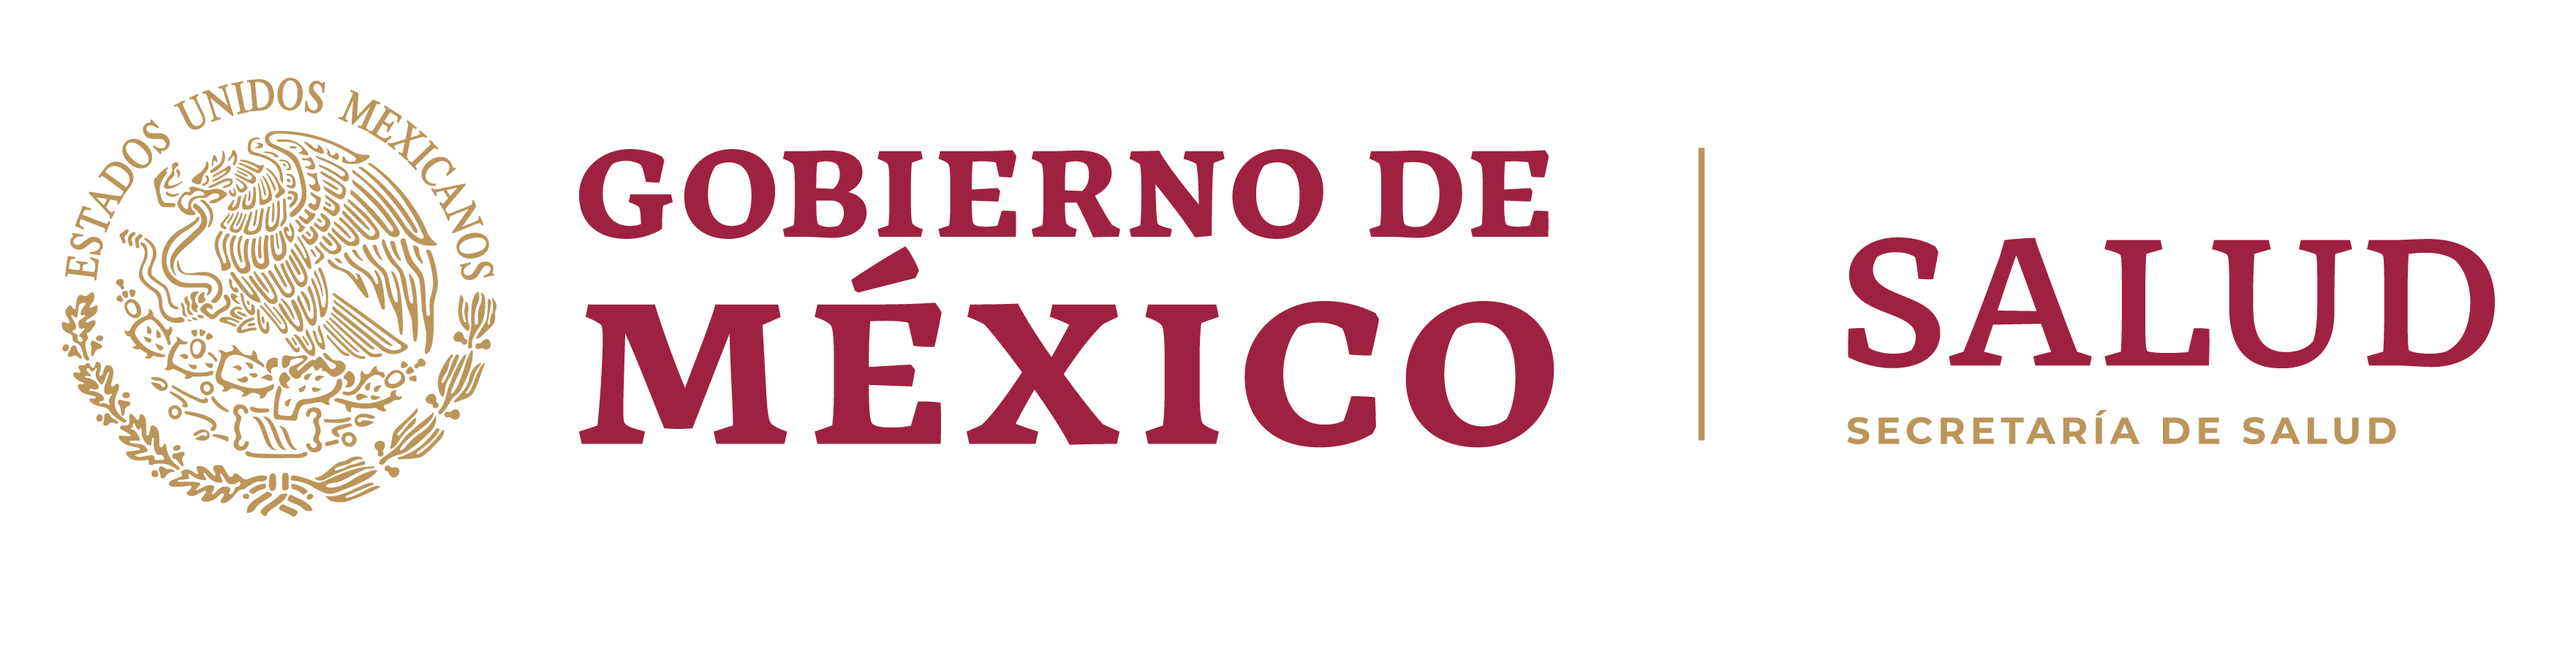 ESTADOS UNIDOS MEXICANOS
GOBIERNO DE
MÉXICO
SALUD
SECRETARÍA DE SALUD